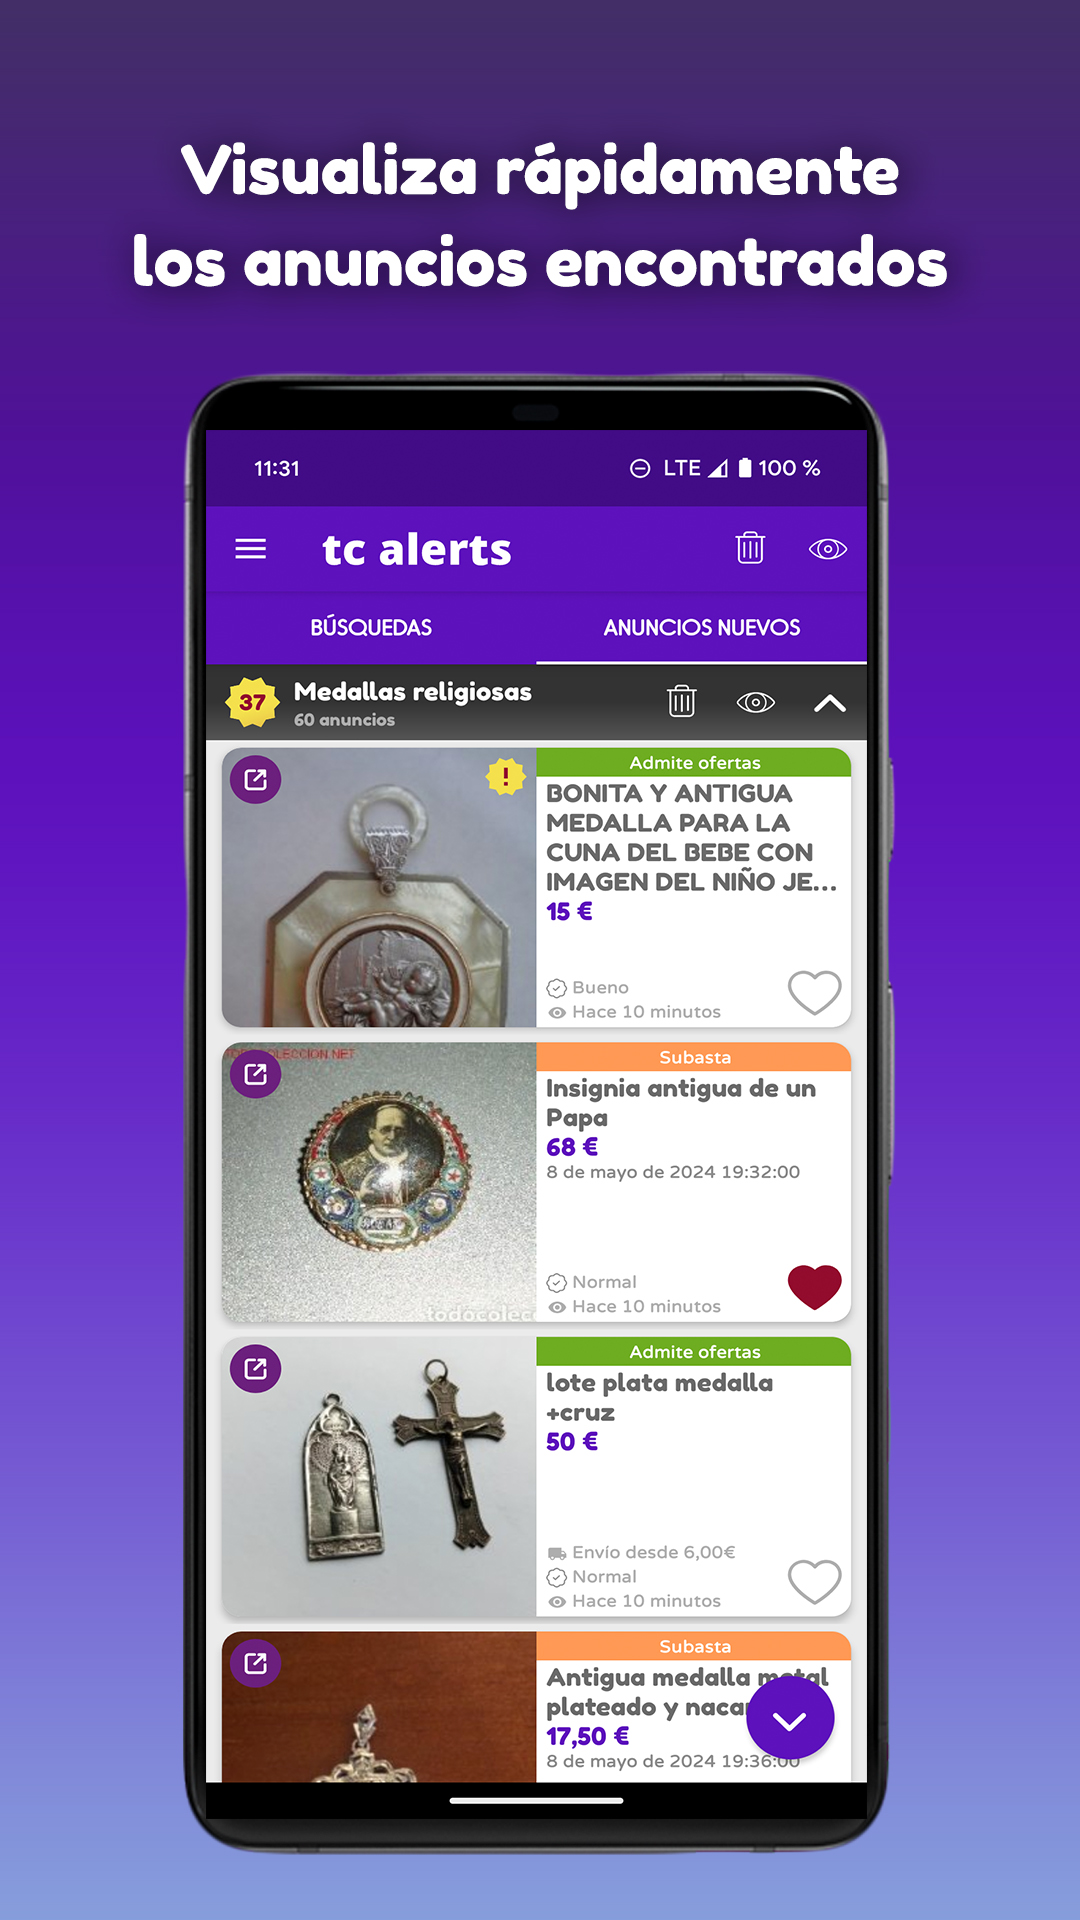 Visualiza rápidamente
los anuncios encontrados
11:31
LTE 100 %
tc alerts
BÚSQUEDAS
ANUNCIOS NUEVOS
37
Medallas religiosas
60 anuncios
!
Admite ofertas
BONITA Y ANTIGUA
MEDALLA PARA LA
CUNA DEL BEBE CON
IMAGEN DEL NIÑO JE...
15 €
Bueno
Hace 10 minutos
Subasta
Insignia antigua de un
Papa
68 €
8 de mayo de 2024 19:32:00
Normal
Hace 10 minutos
Admite ofertas
lote plata medalla
+cruz
50 €
Envío desde 6,00€
Normal
Hace 10 minutos
Subasta
Antigua medalla metal
plateado y nacar
17,50 €
8 de mayo de 2024 19:36:00